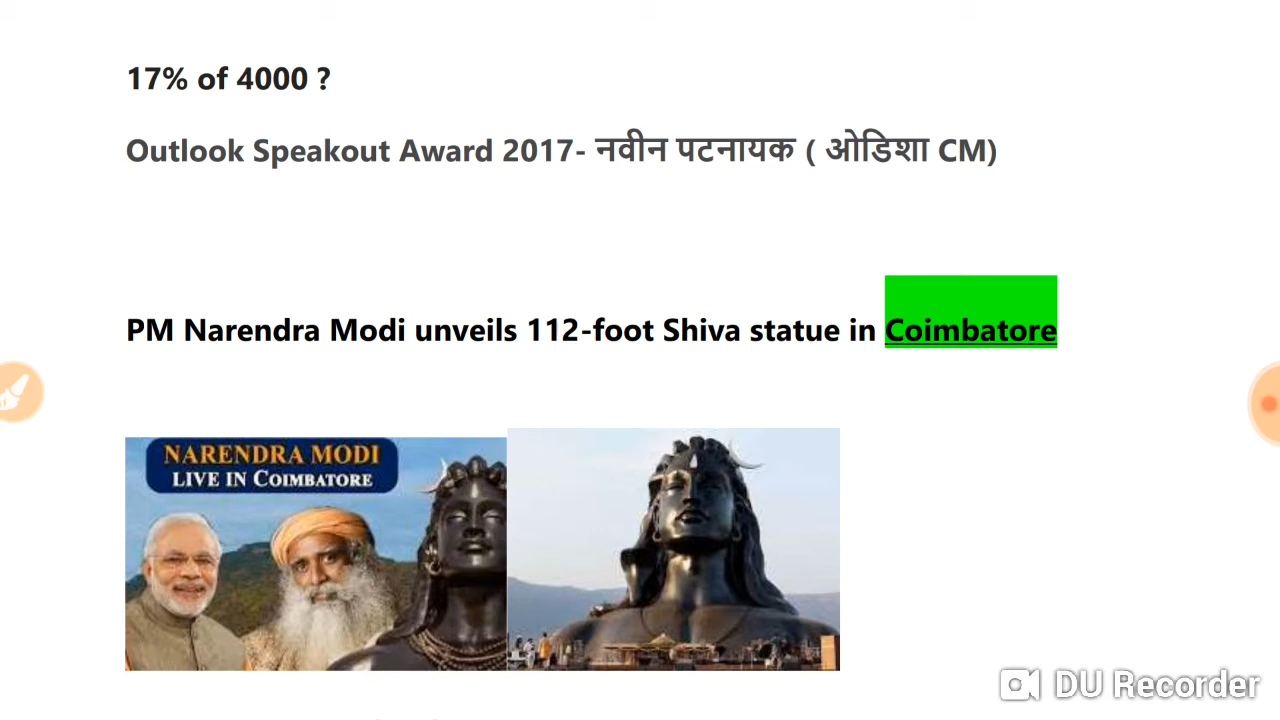 17% of 4000 ?
Outlook Speakout Award 2017- नवीन पटनायक ( ओडिशा CM)
PM Narendra Modi unveils 112-foot Shiva statue in Coimbatore
NARENDRA MODI
LIVE IN COIMBATORE
DU Recorder